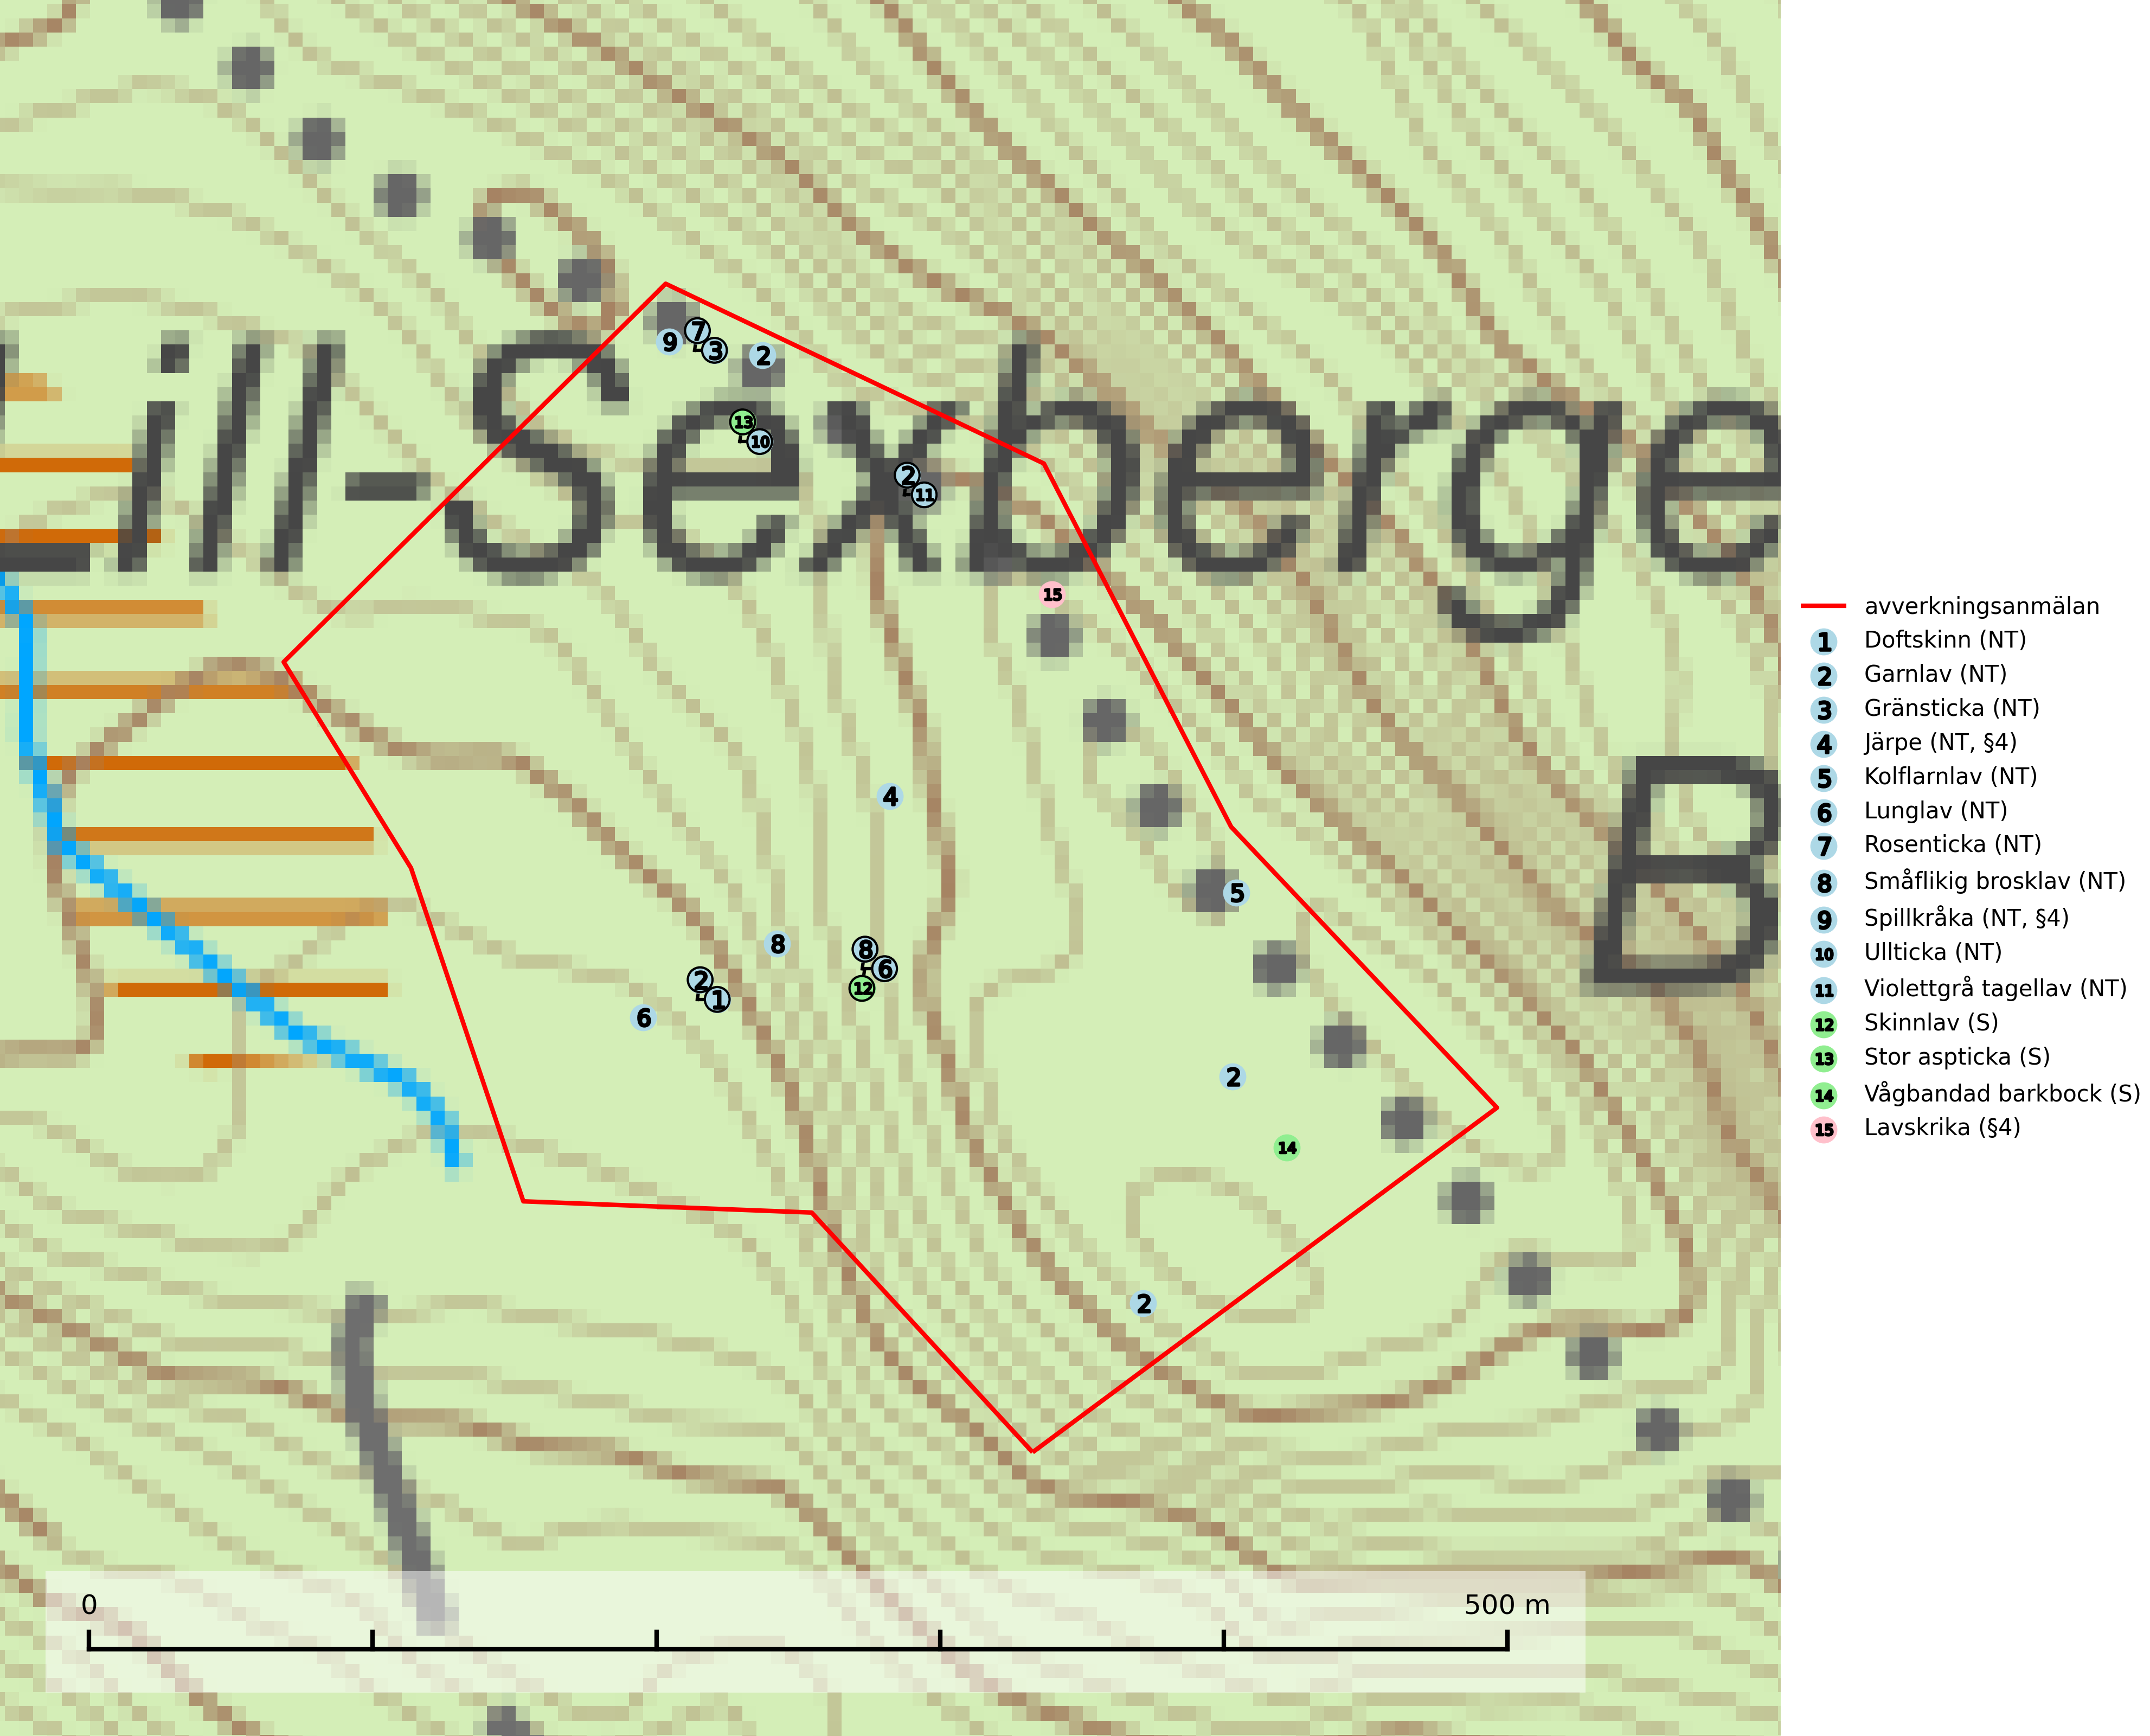 ill-Sexberge
B
9
7
3
2
13
10
2
11
15
4
5
8
8
6
12
2
1
6
2
14
2
0
500 m
avverkningsanmälan
1 Doftskinn (NT)
2 Garnlav (NT)
3 Gränsticka (NT)
4 Järpe (NT, §4)
5 Kolflarnlav (NT)
6 Lunglav (NT)
7 Rosenticka (NT)
8 Småflikig brosklav (NT)
9 Spillkråka (NT, §4)
10 Ullticka (NT)
11 Violettgrå tagellav (NT)
12 Skinnlav (S)
13 Stor aspticka (S)
14 Vågbandad barkbock (S)
15 Lavskrika (§4)